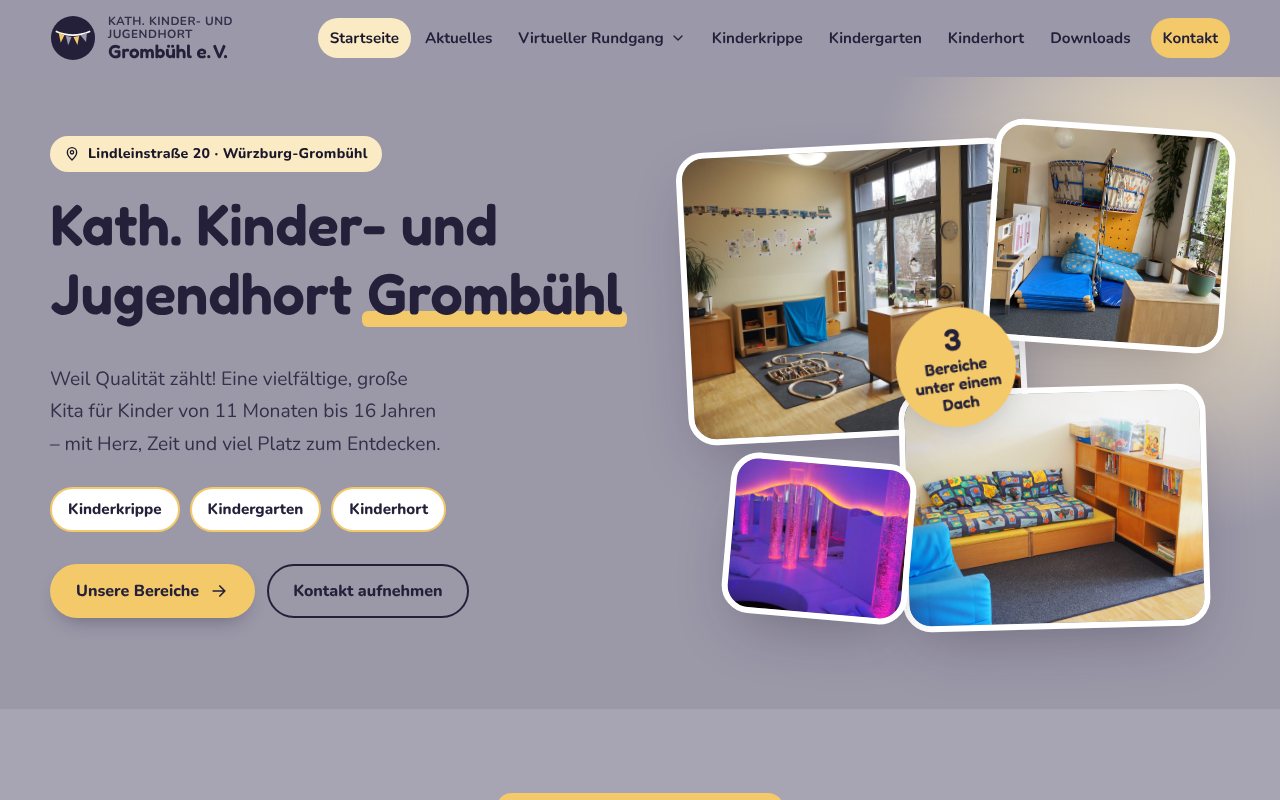 KATH. KINDER- UND
JUGENDHORT
Grombühl e. V.
Startseite
Aktuelles
Virtueller Rundgang
Kinderkrippe
Kindergarten
Kinderhort
Downloads
Kontakt
Lindleinstraße 20 · Würzburg-Grombühl
Kath. Kinder- und
Jugendhort Grombühl
Weil Qualität zählt! Eine vielfältige, große
Kita für Kinder von 11 Monaten bis 16 Jahren
– mit Herz, Zeit und viel Platz zum Entdecken.
Kinderkrippe
Kindergarten
Kinderhort
Unsere Bereiche
Kontakt aufnehmen
3
Bereiche
unter einem
Dach